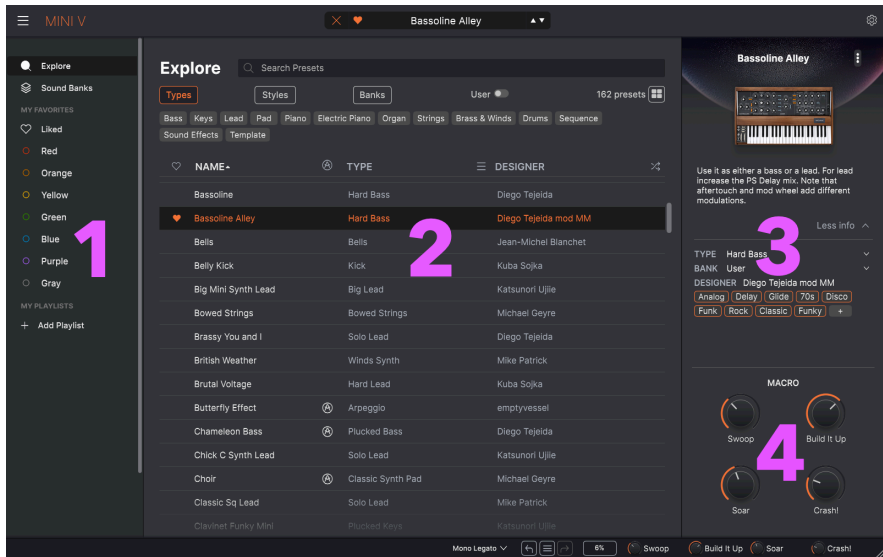 MINI V
Bassoline Alley
Explore
Sound Banks
MY FAVORITES
Liked
Red
Orange
Yellow
Green
Blue
Purple
Gray
MY PLAYLISTS
+ Add Playlist
1
Explore Search Presets
Types Styles Banks User 162 presets
Bass Keys Lead Pad Piano Electric Piano Organ Strings Brass & Winds Drums Sequence
Sound Effects Template
NAME TYPE DESIGNER
Bassoline Hard Bass Diego Tejeida
Bassoline Alley Hard Bass Diego Tejeida mod MM
Bells Bells Jean-Michel Blanchet
Belly Kick Kick Kuba Sojka
Big Mini Synth Lead Big Lead Katsunori Ujiie
Bowed Strings Bowed Strings Michael Geyre
Brassy You and I Solo Lead Diego Tejeida
British Weather Winds Synth Mike Patrick
Brutal Voltage Hard Lead Kuba Sojka
Butterfly Effect Arpeggio emptyvessel
Chameleon Bass Plucked Bass Diego Tejeida
Chick C Synth Lead Solo Lead Katsunori Ujiie
Choir Classic Synth Pad Michael Geyre
Classic Sq Lead Solo Lead Mike Patrick
Clavinet Funky Mini Plucked Keys Katsunori Ujiie
2
Bassoline Alley
Use it as either a bass or a lead. For lead
increase the PS Delay mix. Note that
aftertouch and mod wheel add different
modulations.
Less info
TYPE Hard Bass
BANK User
DESIGNER Diego Tejeida mod MM
Analog Delay Glide 70s Disco
Funk Rock Classic Funky +
3
MACRO
Swoop Build It Up
Soar Crash!
4
Mono Legato 6% Swoop Build It Up Soar Crash!